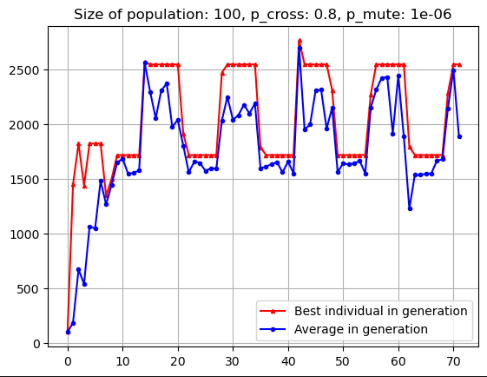 Size of population: 100, p_cross: 0.8, p_mute: 1e-06
2500
2000
1500
1000
500
0
0 10 20 30 40 50 60 70
Best individual in generation
Average in generation